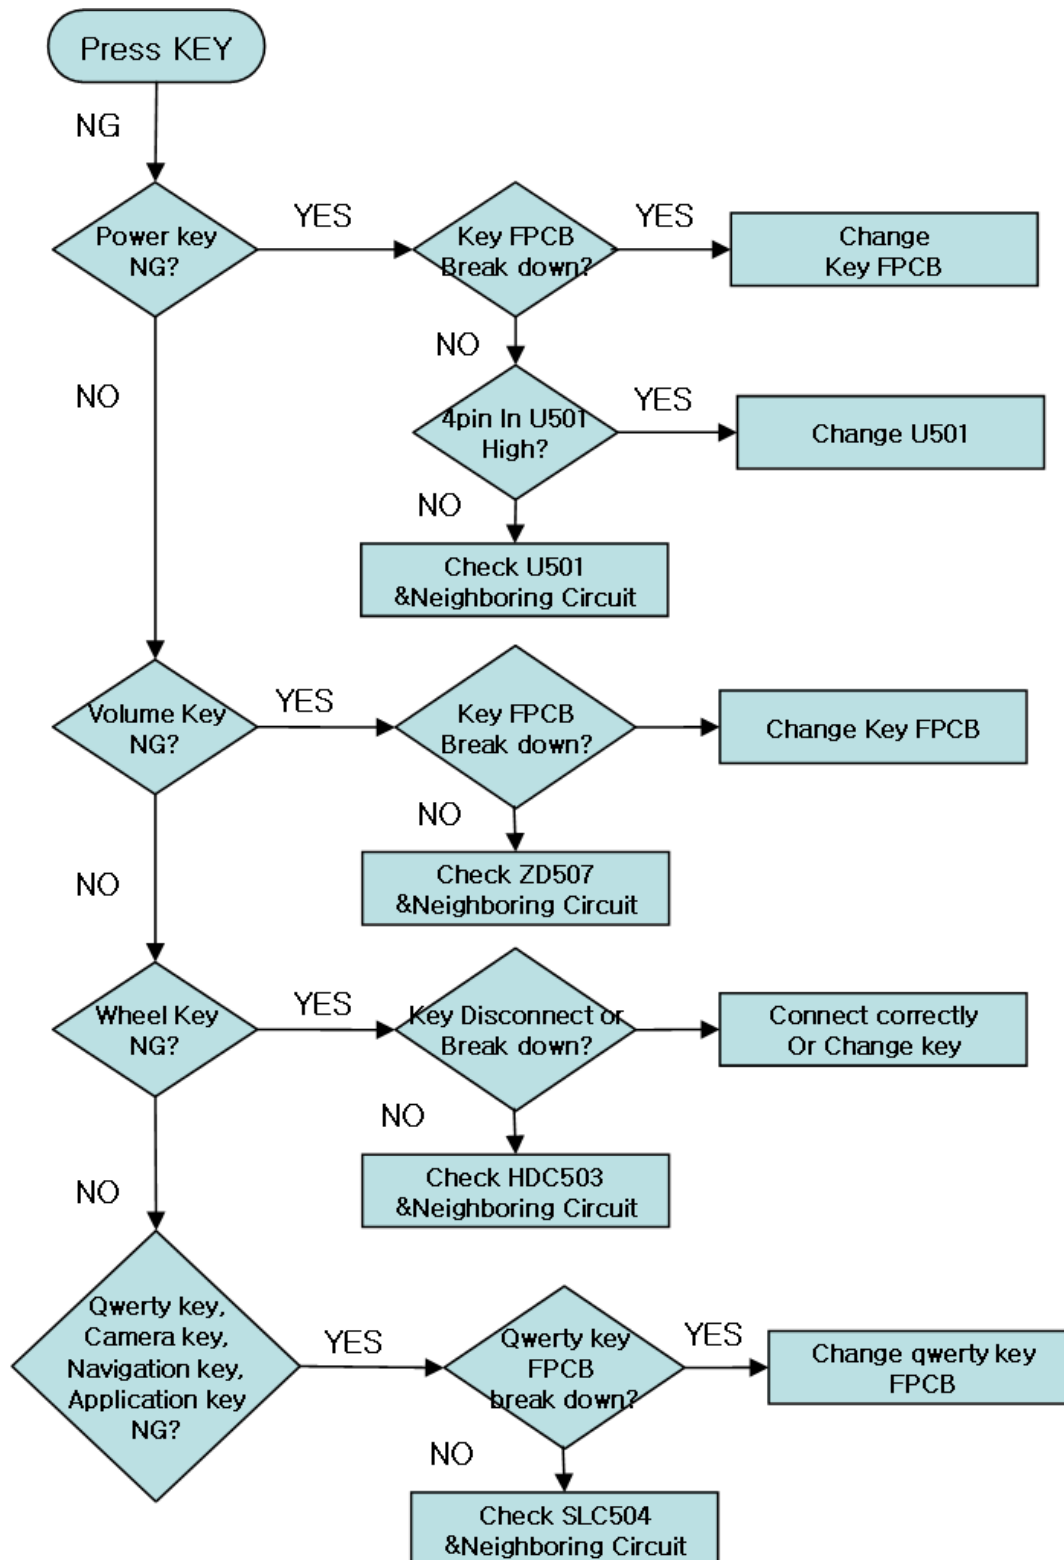 Press KEY
NG
Power key
NG?
YES
Key FPCB
Break down?
YES
Change
Key FPCB
NO
NO
4pin In U501
High?
YES
Change U501
NO
Check U501
&Neighboring Circuit
Volume Key
NG?
YES
Key FPCB
Break down?
Change Key FPCB
NO
Check ZD507
&Neighboring Circuit
NO
Wheel Key
NG?
YES
Key Disconnect or
Break down?
Connect correctly
Or Change key
NO
Check HDC503
&Neighboring Circuit
NO
Qwerty key,
Camera key,
Navigation key,
Application key
NG?
YES
Qwerty key
FPCB
break down?
YES
Change qwerty key
FPCB
NO
Check SLC504
&Neighboring Circuit